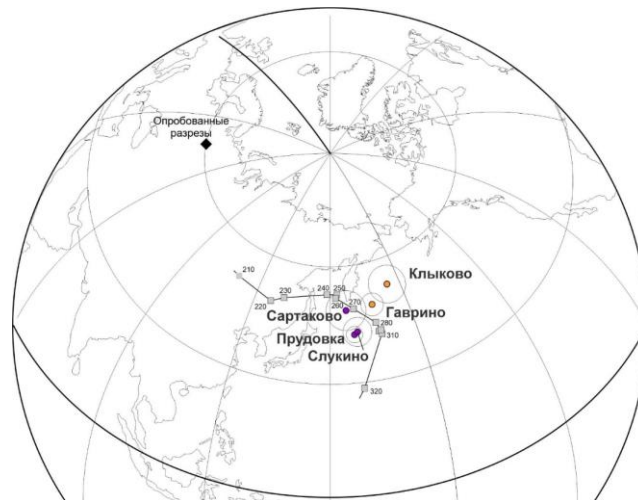 Опробованные
разрезы
210
220
230
240
250
260
270
280
310
320
Клыково
Гаврино
Сартаково
Прудовка
Слукино